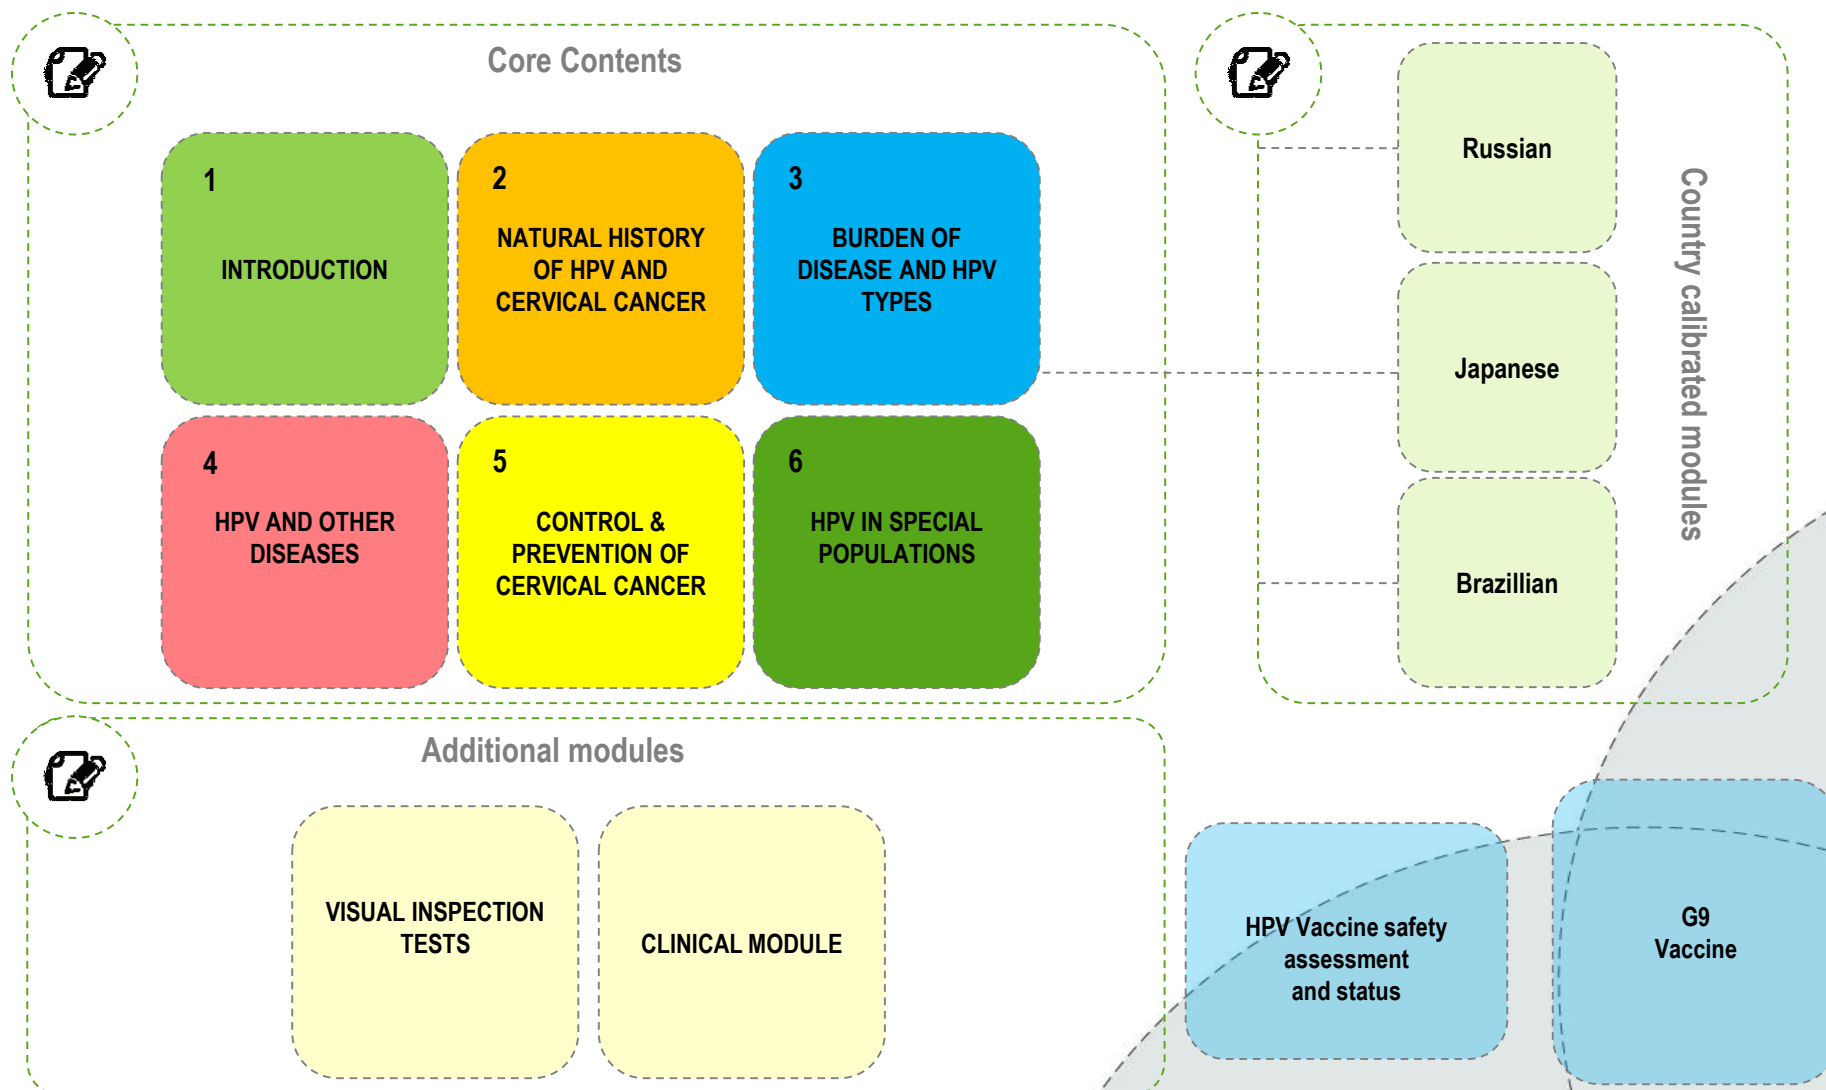 Core Contents
1
INTRODUCTION
2
NATURAL HISTORY
OF HPV AND
CERVICAL CANCER
3
BURDEN OF
DISEASE AND HPV
TYPES
4
HPV AND OTHER
DISEASES
5
CONTROL &
PREVENTION OF
CERVICAL CANCER
6
HPV IN SPECIAL
POPULATIONS
Russian
Japanese
Brazillian
Country calibrated modules
Additional modules
VISUAL INSPECTION
TESTS
CLINICAL MODULE
HPV Vaccine safety
assessment
and status
G9
Vaccine